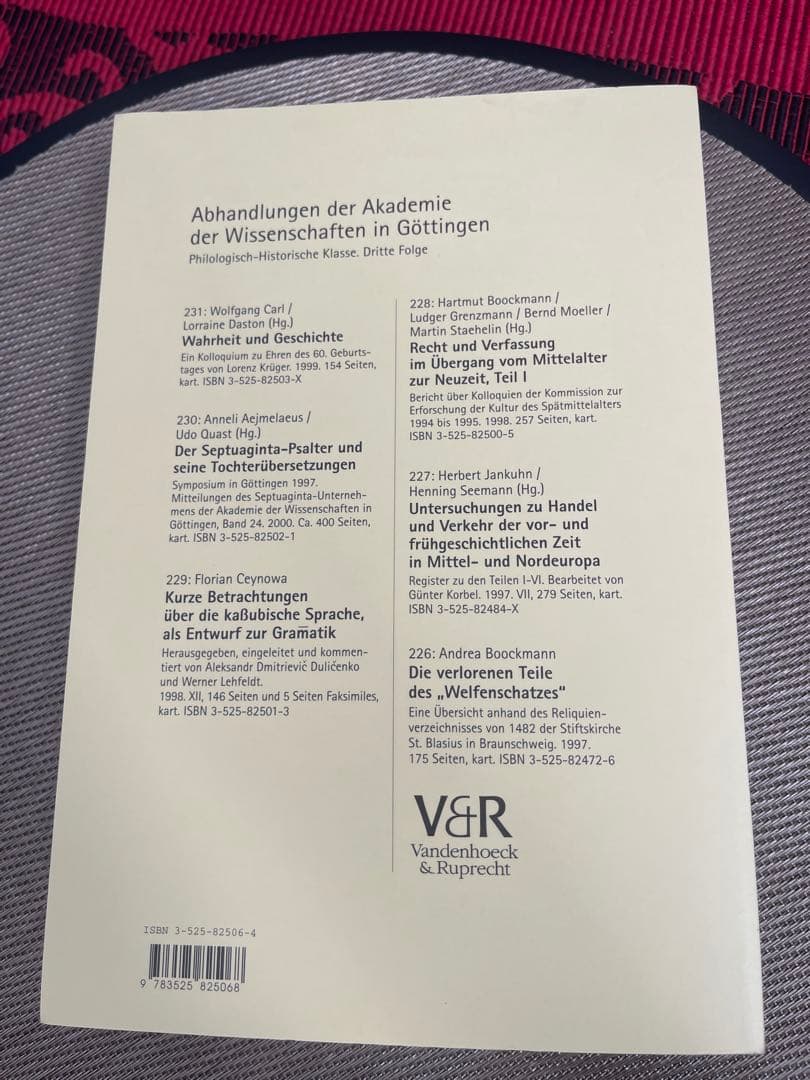 Abhandlungen der Akademie
der Wissenschaften in Göttingen
Philologisch-Historische Klasse. Dritte Folge
231: Wolfgang Carl /
Lorraine Daston (Hg.)
Wahrheit und Geschichte
Ein Kolloquium zu Ehren des 60. Geburts-
tages von Lorenz Krüger. 1999. 154 Seiten,
kart. ISBN 3-525-82503-X
230: Anneli Aejmelaeus /
Udo Quast (Hg.)
Der Septuaginta-Psalter und
seine Tochterübersetzungen
Symposium in Göttingen 1997.
Mitteilungen des Septuaginta-Unterneh-
mens der Akademie der Wissenschaften in
Göttingen, Band 24. 2000. Ca. 400 Seiten,
kart. ISBN 3-525-82502-1
229: Florian Ceynowa
Kurze Betrachtungen
über die kaßubische Sprache,
als Entwurf zur Gram̄atik
Herausgegeben, eingeleitet und kommen-
tiert von Aleksandr Dmitrievič Duličenko
und Werner Lehfeldt.
1998. XII, 146 Seiten und 5 Seiten Faksimiles,
kart. ISBN 3-525-82501-3
228: Hartmut Boockmann /
Ludger Grenzmann / Bernd Moeller /
Martin Staehelin (Hg.)
Recht und Verfassung
im Übergang vom Mittelalter
zur Neuzeit, Teil I
Bericht über Kolloquien der Kommission zur
Erforschung der Kultur des Spätmittelalters
1994 bis 1995. 1998. 257 Seiten, kart.
ISBN 3-525-82500-5
227: Herbert Jankuhn /
Henning Seemann (Hg.)
Untersuchungen zu Handel
und Verkehr der vor- und
frühgeschichtlichen Zeit
in Mittel- und Nordeuropa
Register zu den Teilen I-VI. Bearbeitet von
Günter Korbel. 1997. VII, 279 Seiten, kart.
ISBN 3-525-82484-X
226: Andrea Boockmann
Die verlorenen Teile
des „Welfenschatzes"
Eine Übersicht anhand des Reliquien-
verzeichnisses von 1482 der Stiftskirche
St. Blasius in Braunschweig. 1997.
175 Seiten, kart. ISBN 3-525-82472-6
V&R
Vandenhoeck
& Ruprecht
ISBN 3-525-82506-4
9 783525 825068